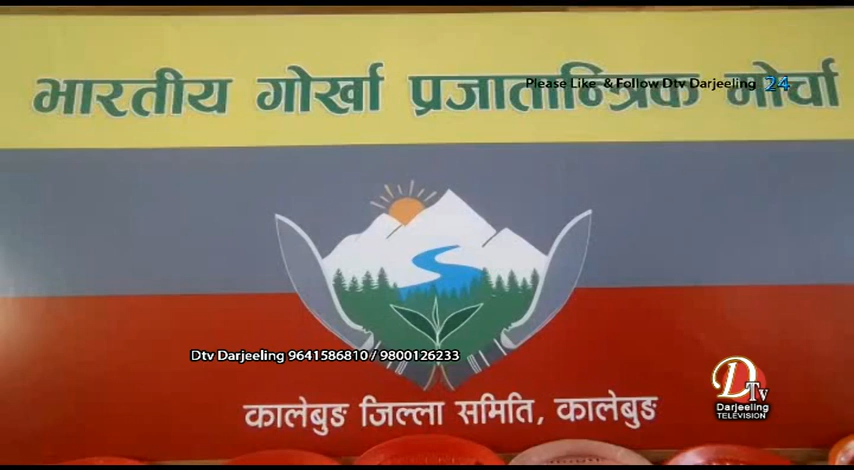 भारतीय गोर्खा प्रजातान्त्रिक मोर्चा
Please Like & Follow Dtv Darjeeling 24
Dtv Darjeeling 9641586810 / 9800126233
DTv
Darjeeling
TELEVISION
कालेबुङ जिल्ला समिति, कालेबुङ